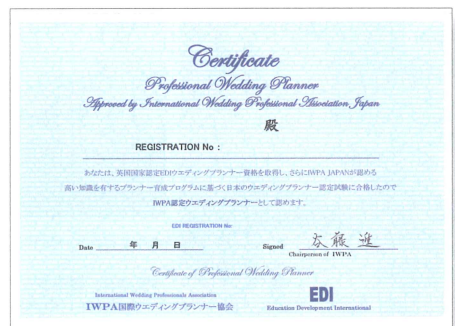 Certificate
Professional Wedding Planner
Approved by International Wedding Professional Association, Japan
殿
REGISTRATION No :
あなたは、英国国家認定EDIウエディングプランナー資格を取得し、さらにIWPA JAPANが認める
高い知識を有するプランナー育成プログラムに基づく日本のウエディングプランナー認定試験に合格したので
IWPA認定ウエディングプランナーとして認めます。
EDI REGISTRATION No:
Date 年 月 日 Signed
Chairperson of IWPA
Certificate of Professional Wedding Planner
International Wedding Professionals Association
IWPA国際ウエディングプランナー協会
EDI
Education Development International